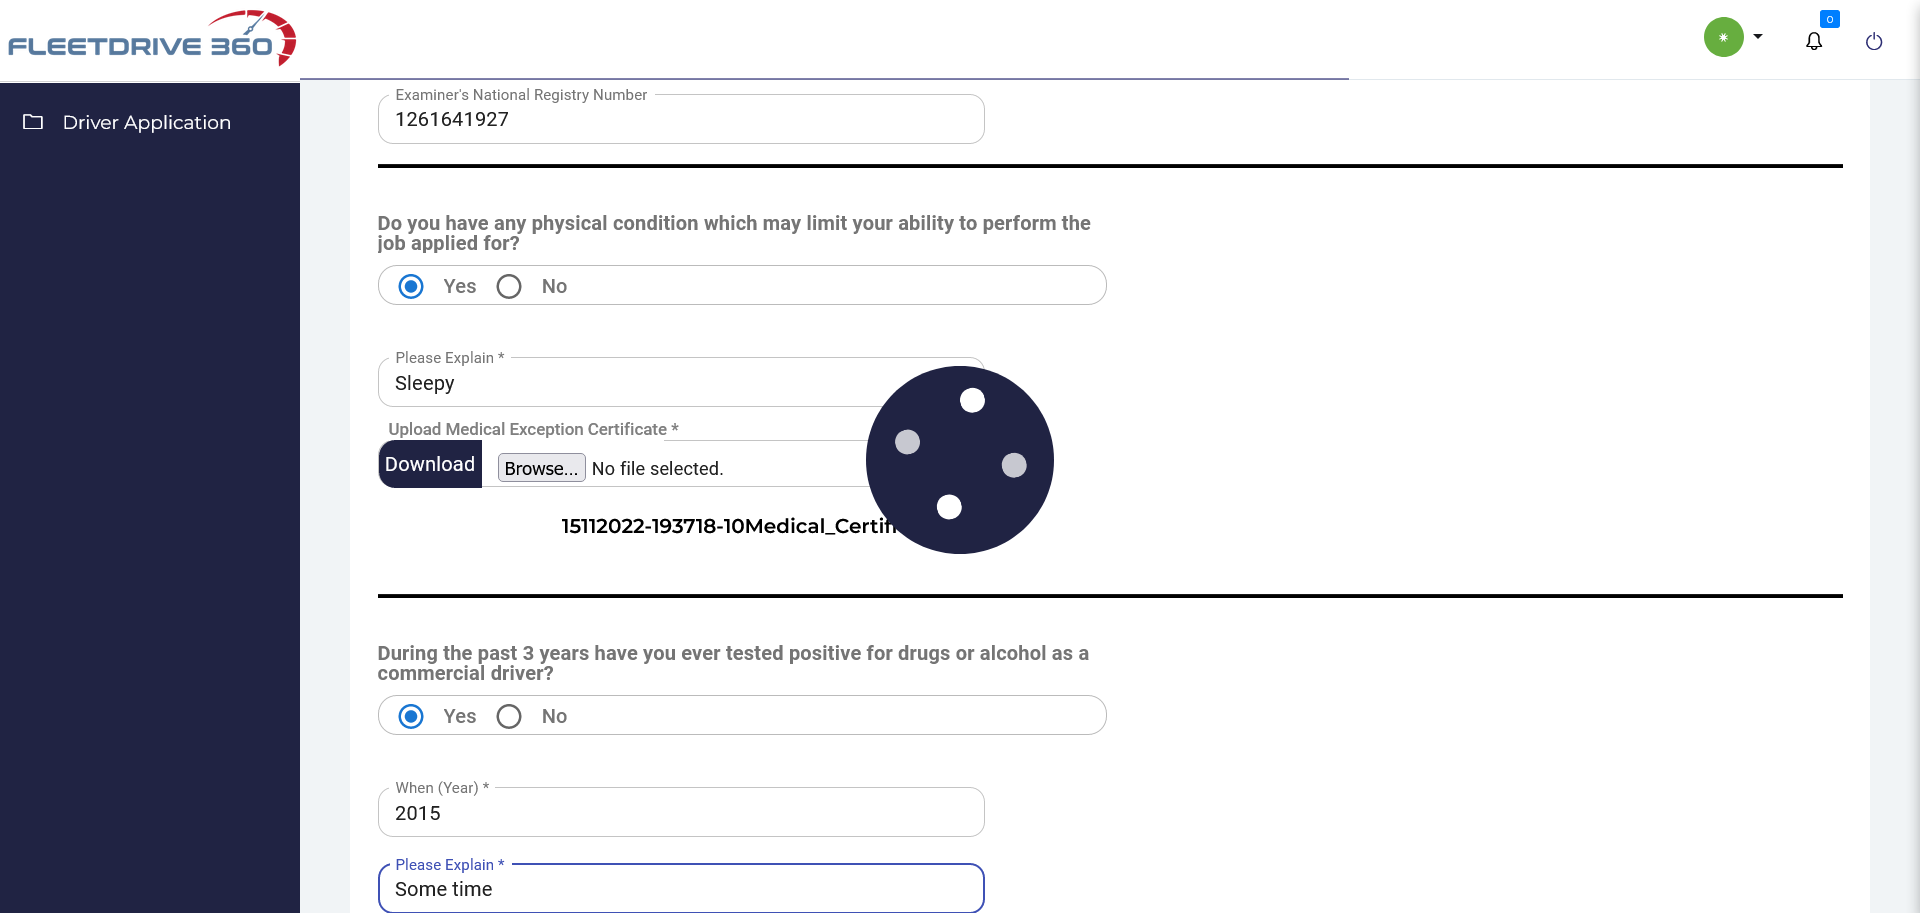 FLEETDRIVE 360
0
Driver Application
Examiner's National Registry Number
1261641927
Do you have any physical condition which may limit your ability to perform the
job applied for?
Yes No
Please Explain *
Sleepy
Upload Medical Exception Certificate *
Download Browse... No file selected.
15112022-193718-10Medical_Certif
During the past 3 years have you ever tested positive for drugs or alcohol as a
commercial driver?
Yes No
When (Year) *
2015
Please Explain *
Some time